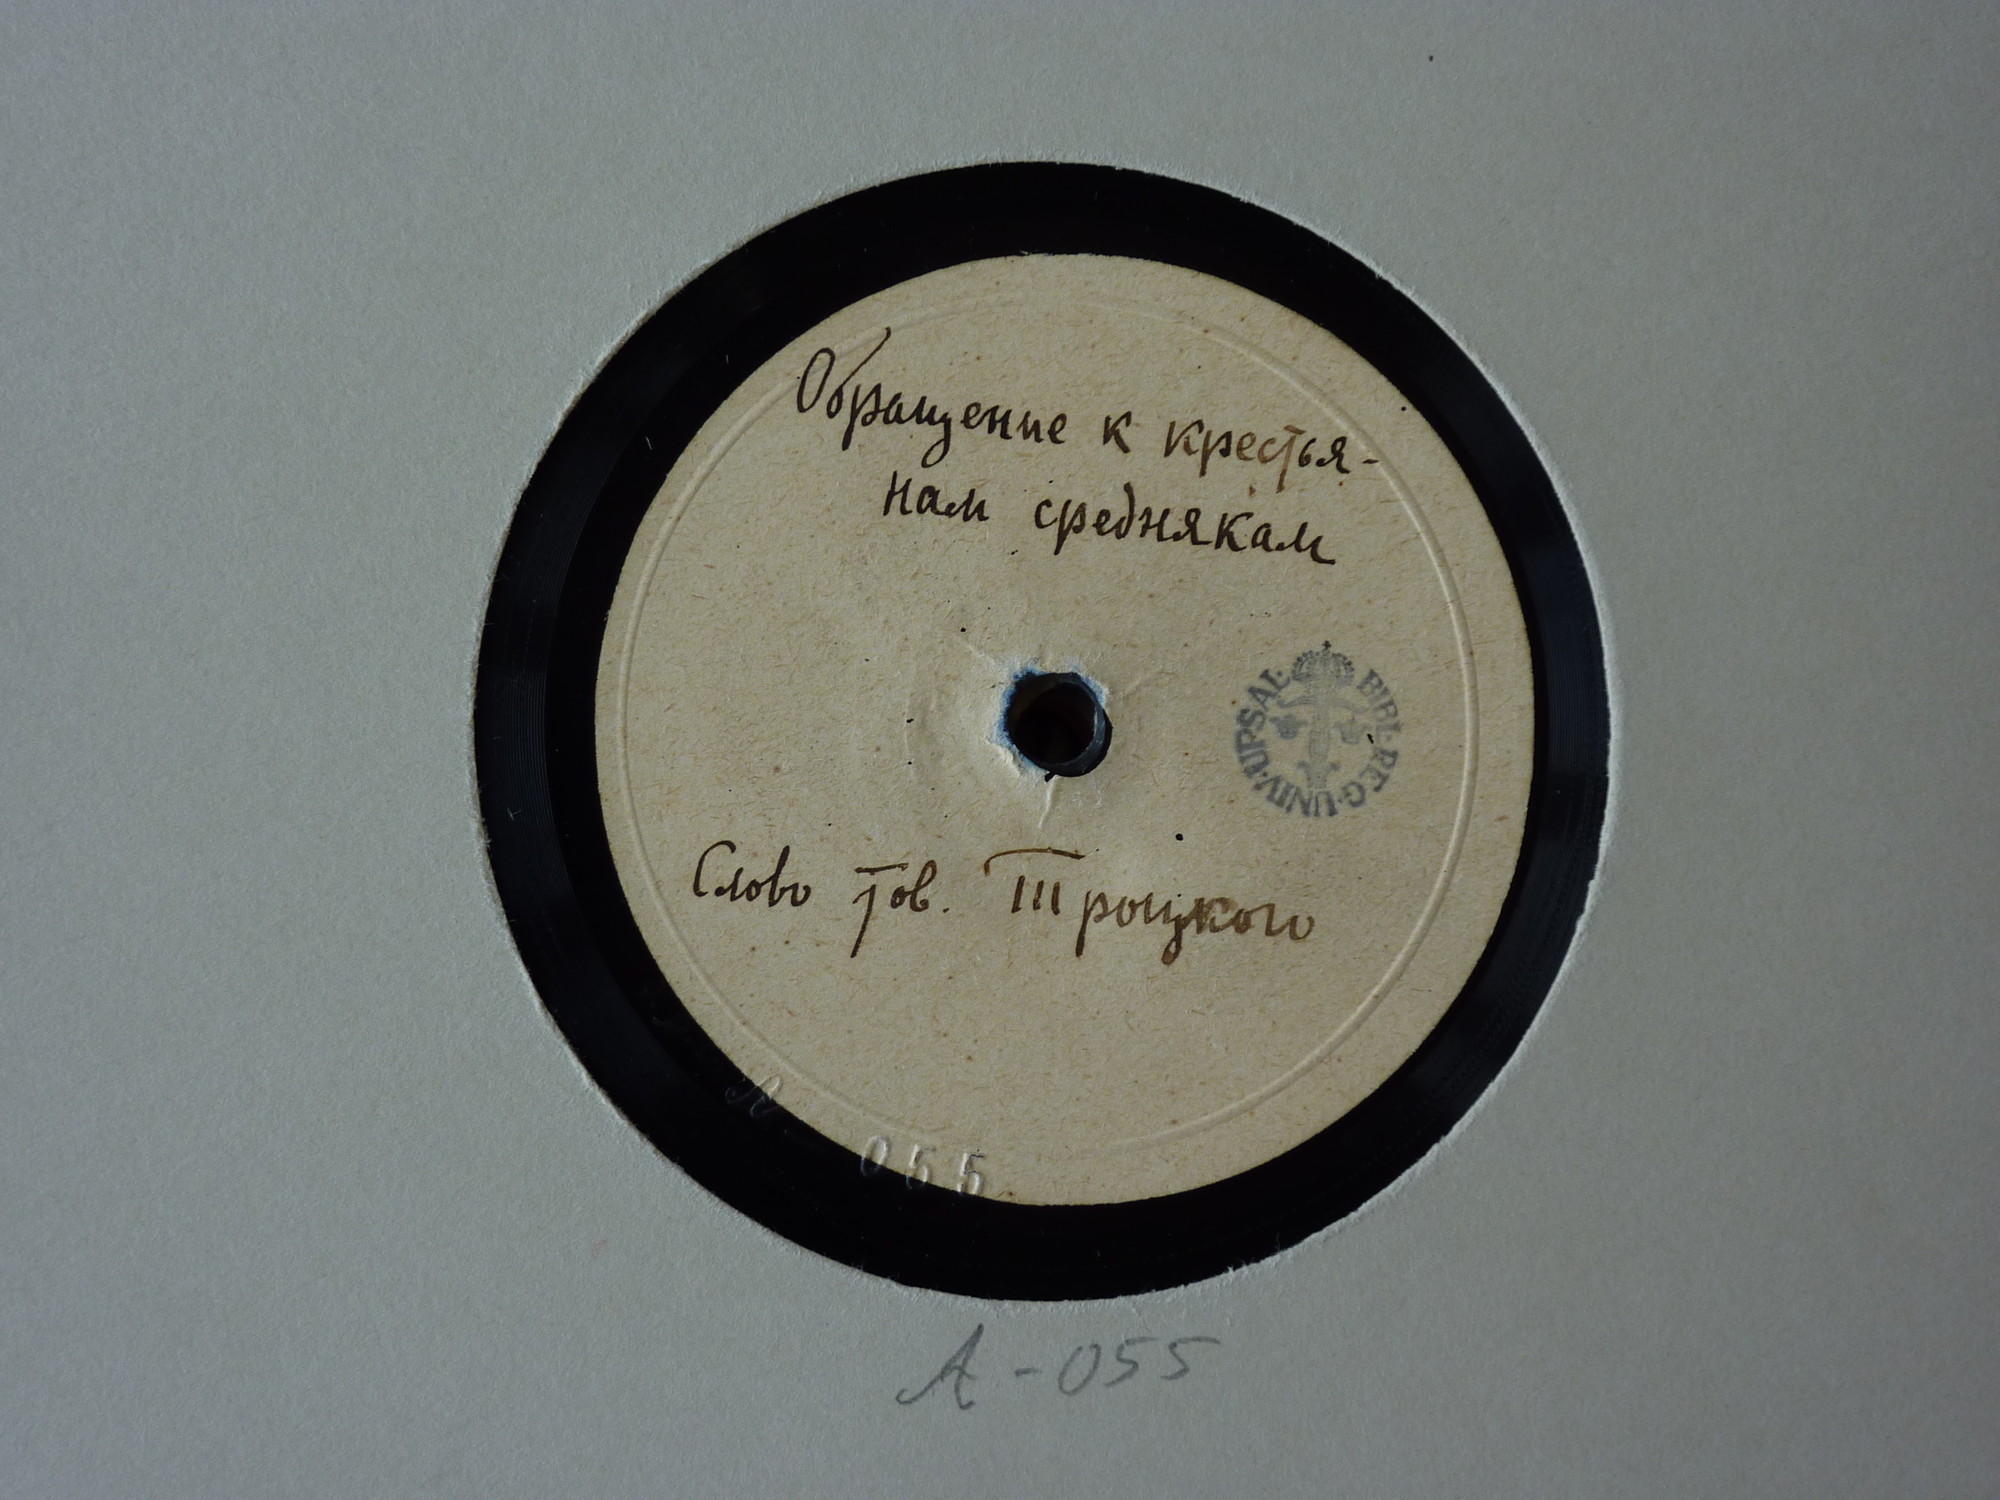 Обращение к крестья-
нам середнякам
BIBL·REG·UNIV·UPSAL·
Слово тов. Троцкого
A 055
A-055